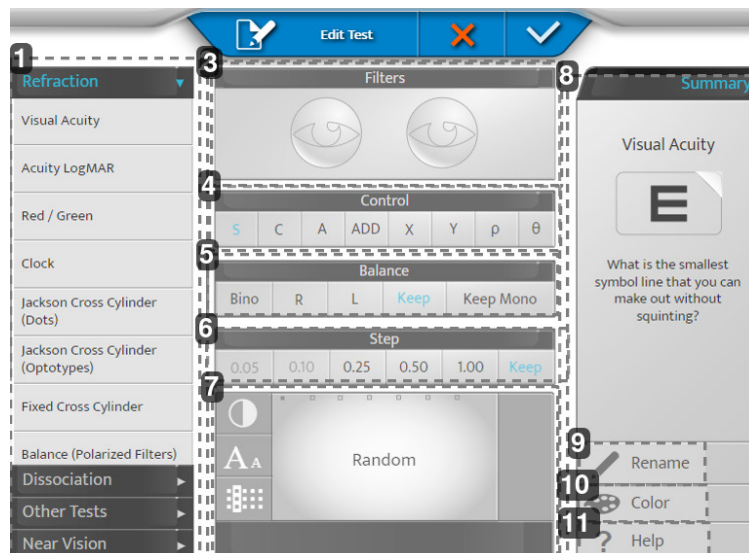 Edit Test
1
Refraction
Visual Acuity
Acuity LogMAR
Red / Green
Clock
Jackson Cross Cylinder
(Dots)
Jackson Cross Cylinder
(Optotypes)
Fixed Cross Cylinder
Balance (Polarized Filters)
Dissociation
Other Tests
Near Vision
3
Filters
4
Control
S C A ADD X Y ρ θ
5
Balance
Bino R L Keep Keep Mono
6
Step
0.05 0.10 0.25 0.50 1.00 Keep
7
A A
Random
8
Summary
Visual Acuity
E
What is the smallest
symbol line that you can
make out without
squinting?
9
Rename
10
Color
11
? Help